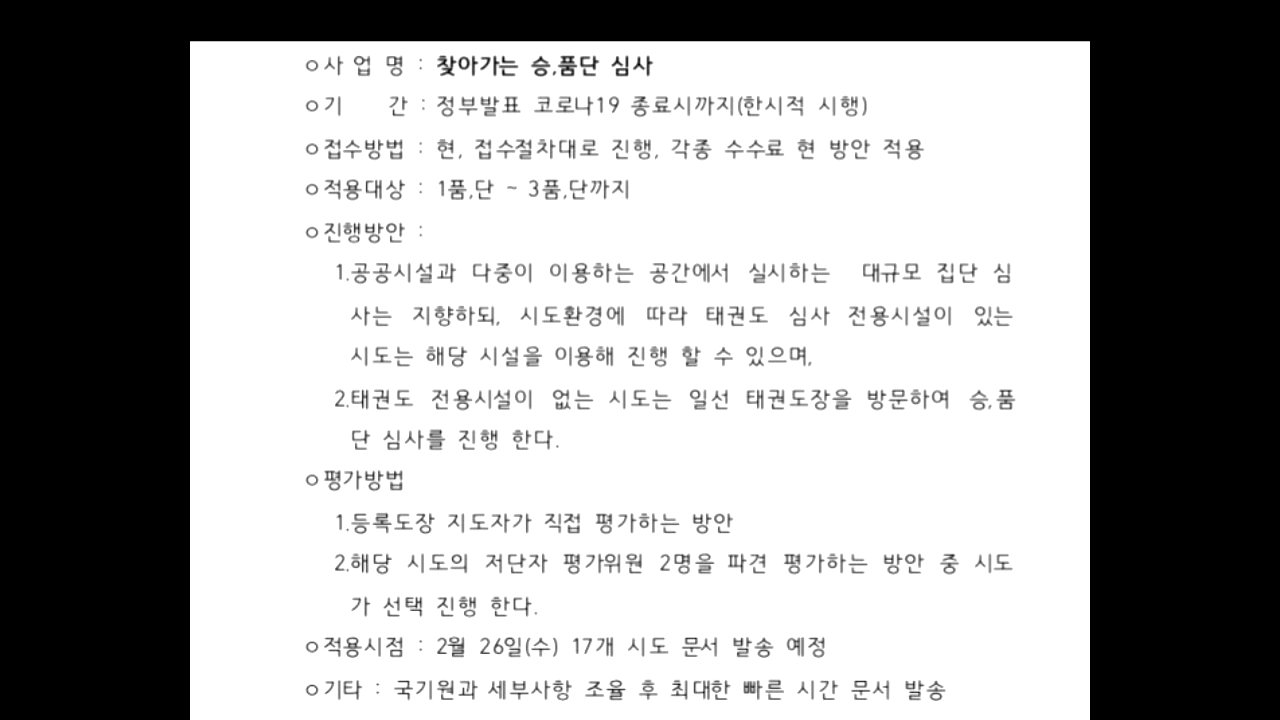 ㅇ사 업 명 : 찾아가는 승,품단 심사
ㅇ기 간 : 정부발표 코로나19 종료시까지(한시적 시행)
ㅇ접수방법 : 현, 접수절차대로 진행, 각종 수수료 현 방안 적용
ㅇ적용대상 : 1품,단 ~ 3품,단까지
ㅇ진행방안 :
1.공공시설과 다중이 이용하는 공간에서 실시하는 대규모 집단 심
사는 지향하되, 시도환경에 따라 태권도 심사 전용시설이 있는
시도는 해당 시설을 이용해 진행 할 수 있으며,
2.태권도 전용시설이 없는 시도는 일선 태권도장을 방문하여 승,품
단 심사를 진행 한다.
ㅇ평가방법
1.등록도장 지도자가 직접 평가하는 방안
2.해당 시도의 저단자 평가위원 2명을 파견 평가하는 방안 중 시도
가 선택 진행 한다.
ㅇ적용시점 : 2월 26일(수) 17개 시도 문서 발송 예정
ㅇ기타 : 국기원과 세부사항 조율 후 최대한 빠른 시간 문서 발송